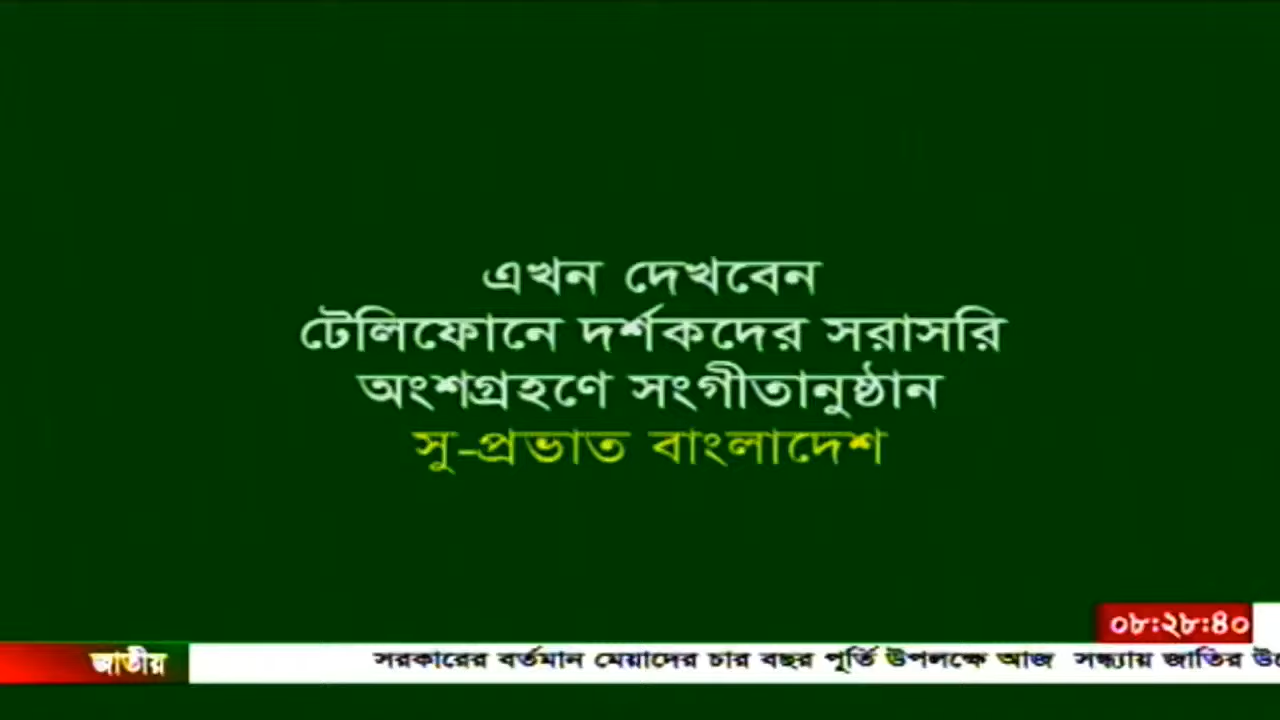 এখন দেখবেন
টেলিফোনে দর্শকদের সরাসরি
অংশগ্রহণে সংগীতানুষ্ঠান
সু-প্রভাত বাংলাদেশ
০৮:২৮:৪০
জাতীয়
সরকারের বর্তমান মেয়াদের চার বছর পূর্তি উপলক্ষে আজ সন্ধ্যায় জাতির